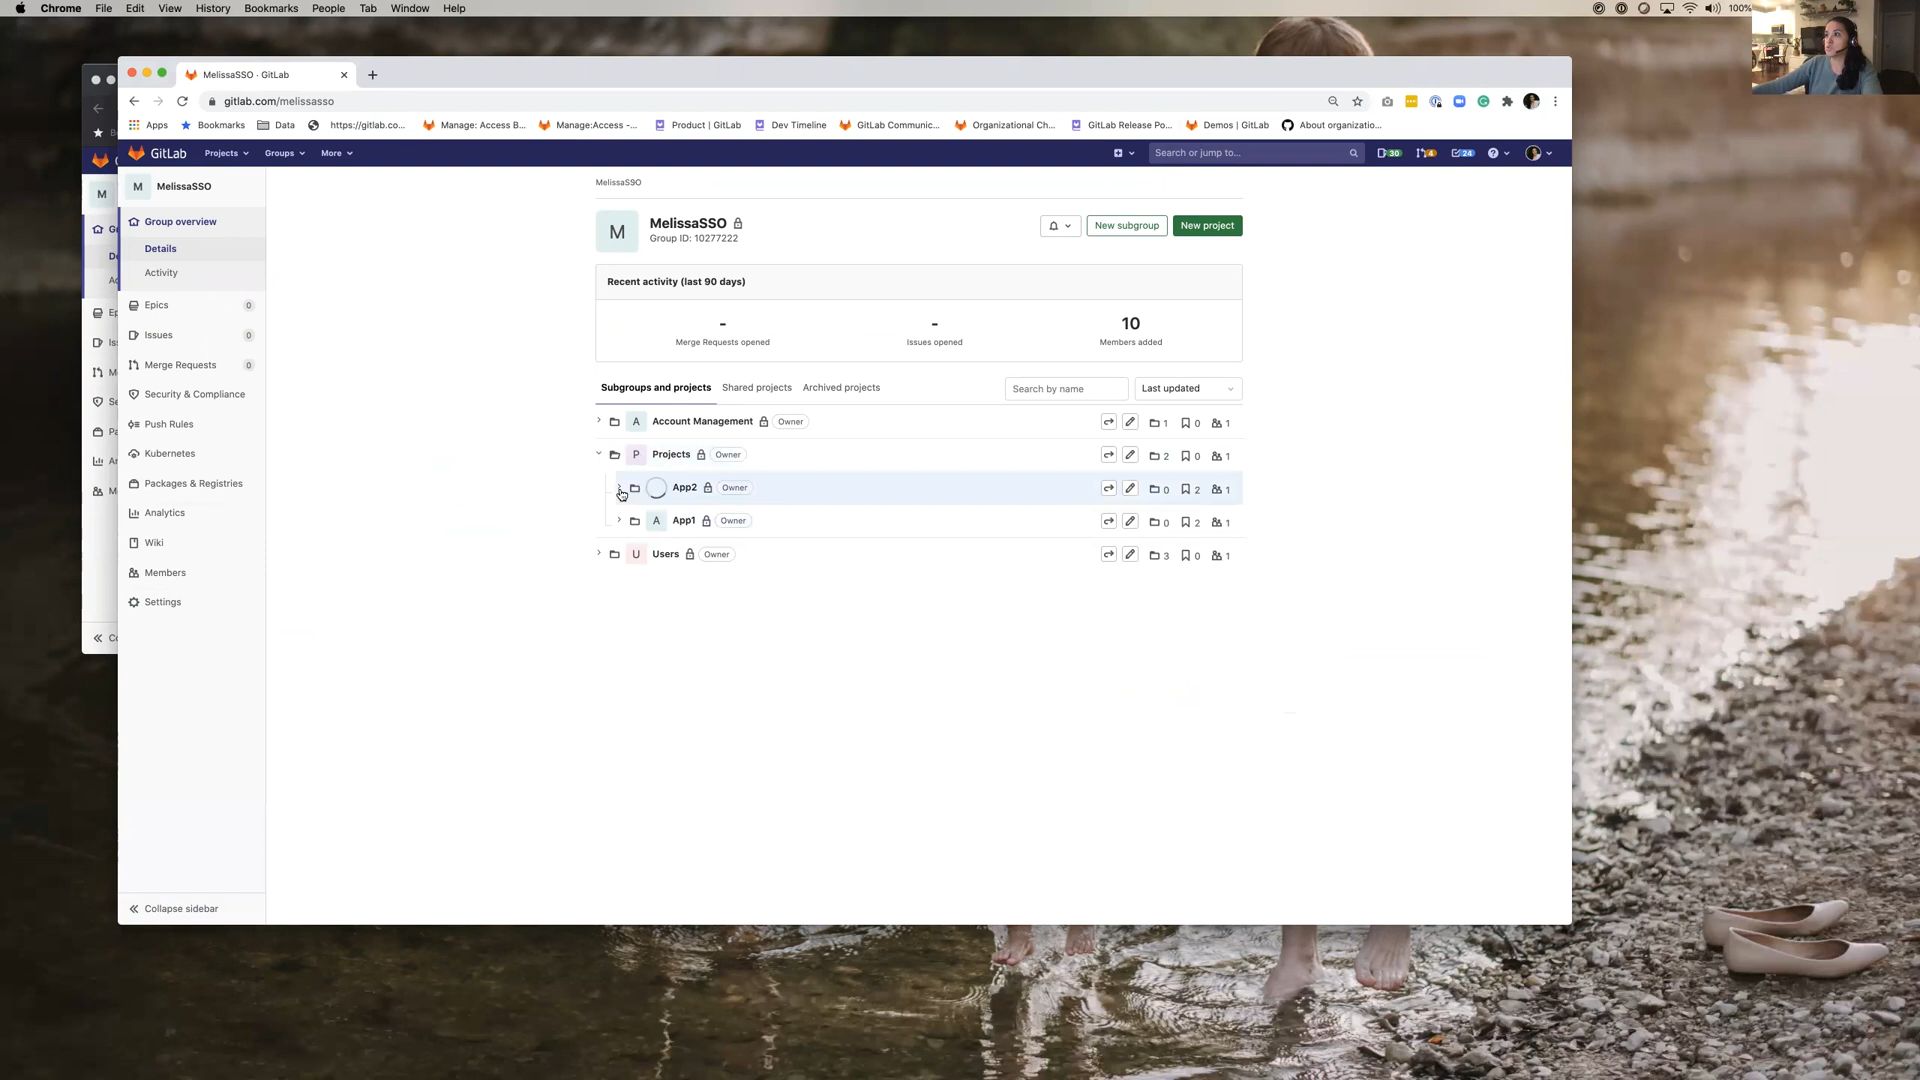 Chrome File Edit View History Bookmarks People Tab Window Help 100%
MelissaSSO · GitLab
gitlab.com/melissasso
Apps Bookmarks Data https://gitlab.co... Manage: Access B... Manage:Access -... Product | GitLab Dev Timeline GitLab Communic... Organizational Ch... GitLab Release Po... Demos | GitLab About organizatio...
GitLab Projects Groups More Search or jump to... 30 4 24
M MelissaSSO
Group overview
Details
Activity
Epics 0
Issues 0
Merge Requests 0
Security & Compliance
Push Rules
Kubernetes
Packages & Registries
Analytics
Wiki
Members
Settings
Collapse sidebar
MelissaSSO
M MelissaSSO
Group ID: 10277222
New subgroup New project
Recent activity (last 90 days)
- - 10
Merge Requests opened Issues opened Members added
Subgroups and projects Shared projects Archived projects Search by name Last updated
A Account Management Owner 1 0 1
P Projects Owner 2 0 1
App2 Owner 0 2 1
A App1 Owner 0 2 1
U Users Owner 3 0 1